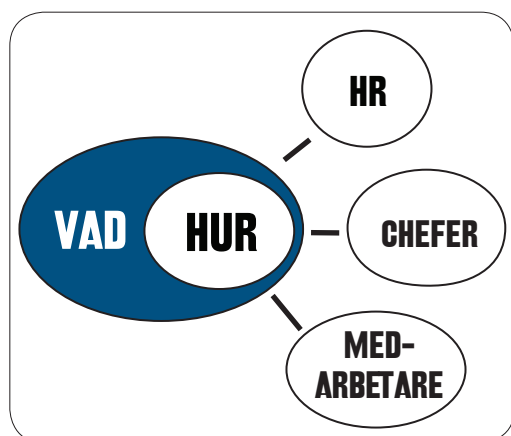 HR
VAD
HUR
CHEFER
MED-
ARBETARE